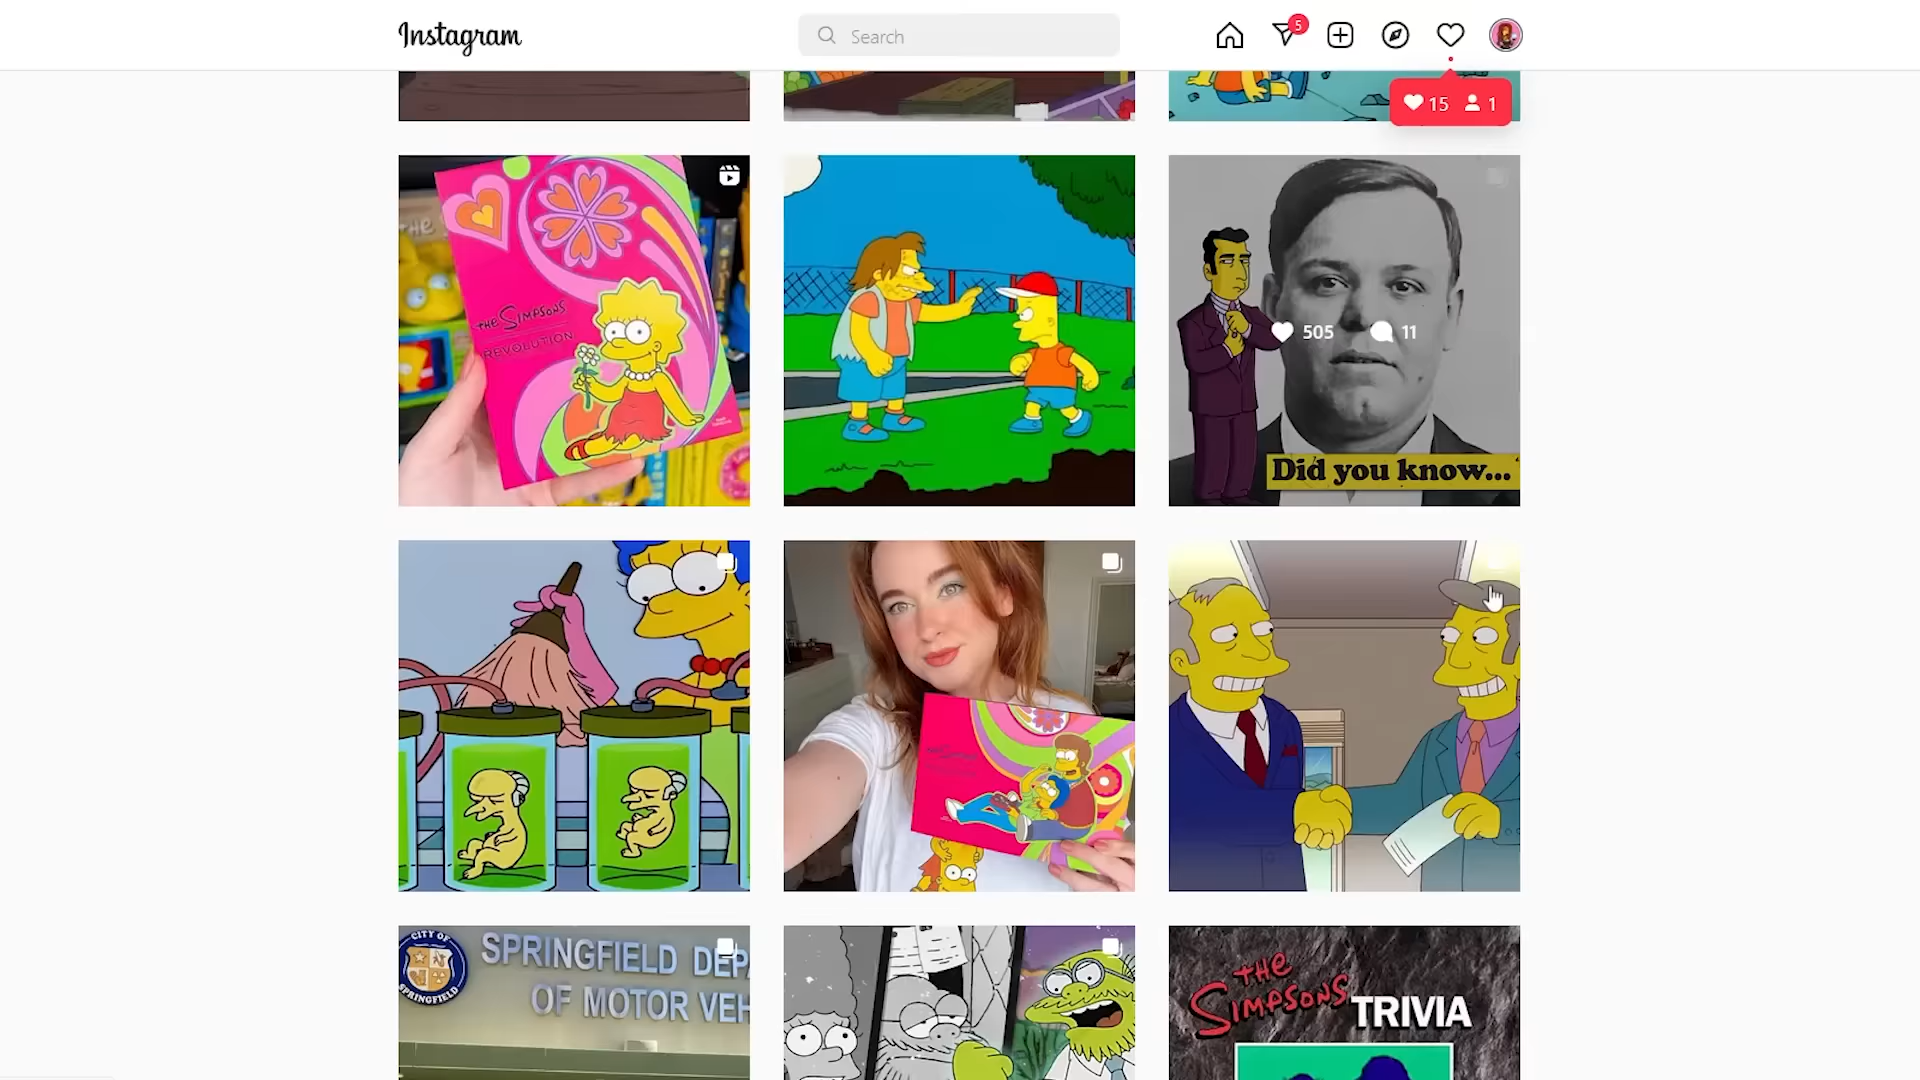 Instagram
Search
5
15 1
THE SIMPSONS
REVOLUTION
505 11
Did you know...
CITY OF
SPRINGFIELD
SPRINGFIELD DEPA
OF MOTOR VEH
THE
SIMPSONS TRIVIA